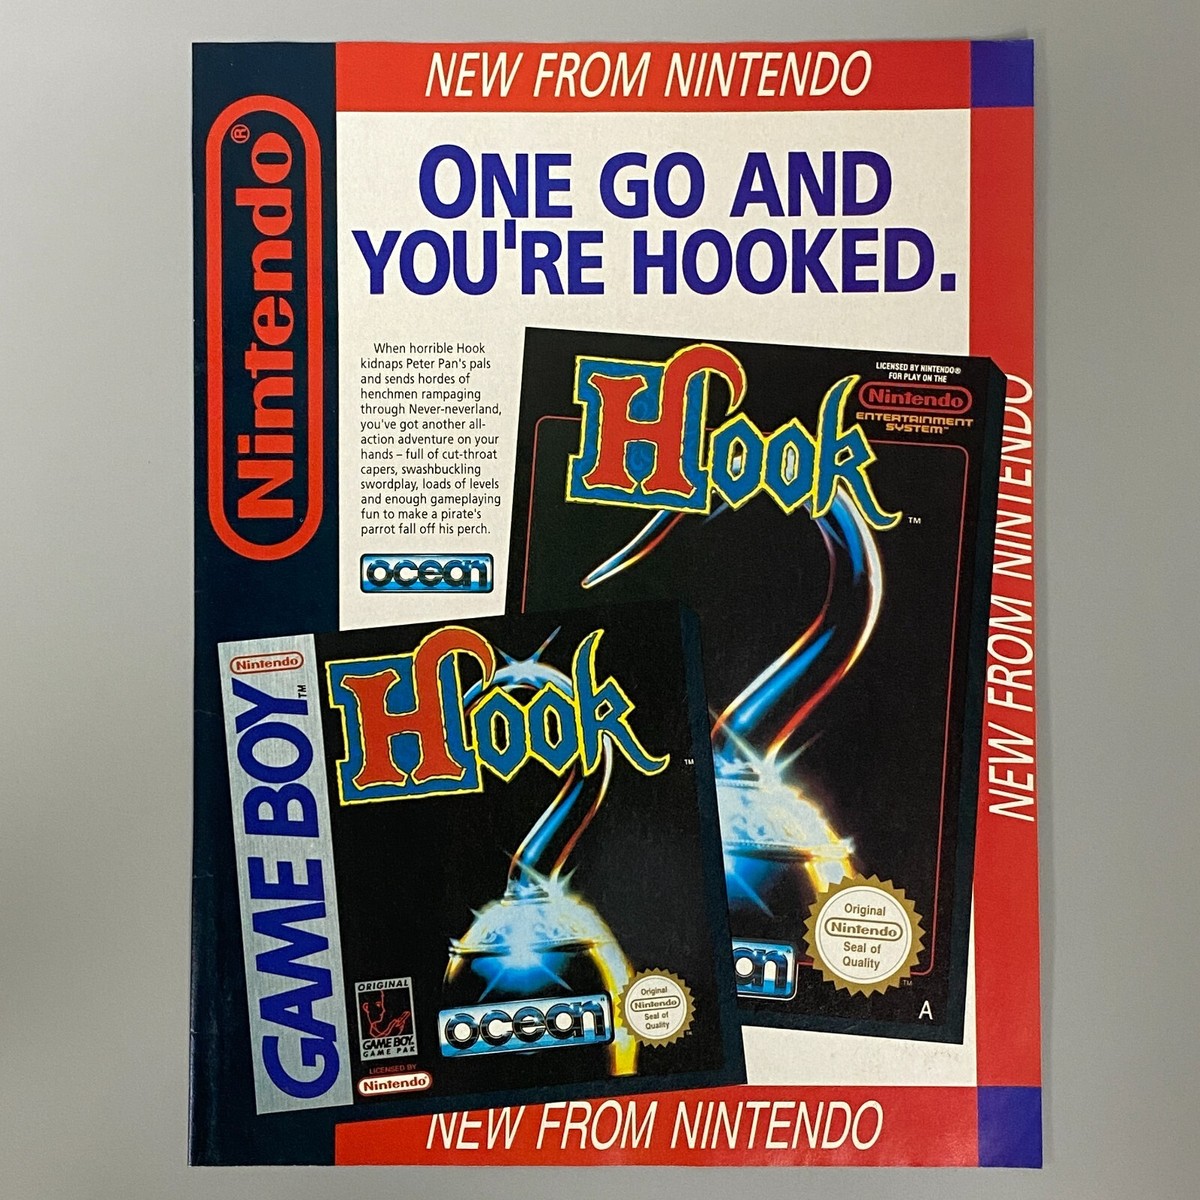 NEW FROM NINTENDO
Nintendo®
ONE GO AND
YOU'RE HOOKED.
When horrible Hook
kidnaps Peter Pan's pals
and sends hordes of
henchmen rampaging
through Never-neverland,
you've got another all-
action adventure on your
hands – full of cut-throat
capers, swashbuckling
swordplay, loads of levels
and enough gameplaying
fun to make a pirate's
parrot fall off his perch.
ocean
Hook™
LICENSED BY NINTENDO®
FOR PLAY ON THE
Nintendo
ENTERTAINMENT
SYSTEM™
an
Original
Nintendo
Seal of
Quality
TM
A
NEW FROM NINTENDO
Nintendo
GAME BOY™
Hook™
ORIGINAL
GAME BOY
GAME PAK
LICENSED BY
Nintendo
ocean
Original
Nintendo
Seal of
Quality
NEW FROM NINTENDO